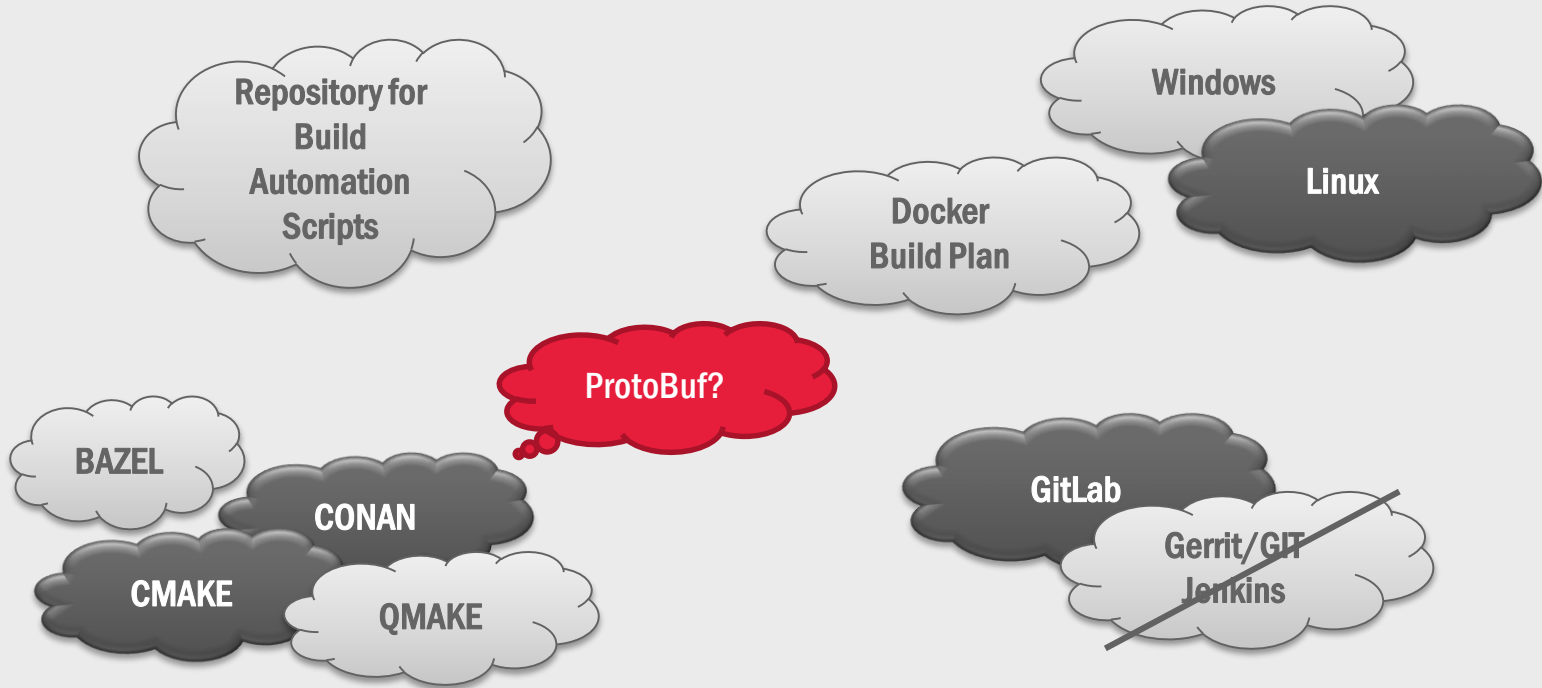 Repository for
Build
Automation
Scripts
Windows
Linux
Docker
Build Plan
ProtoBuf?
BAZEL
CONAN
CMAKE
QMAKE
GitLab
Gerrit/GIT
Jenkins